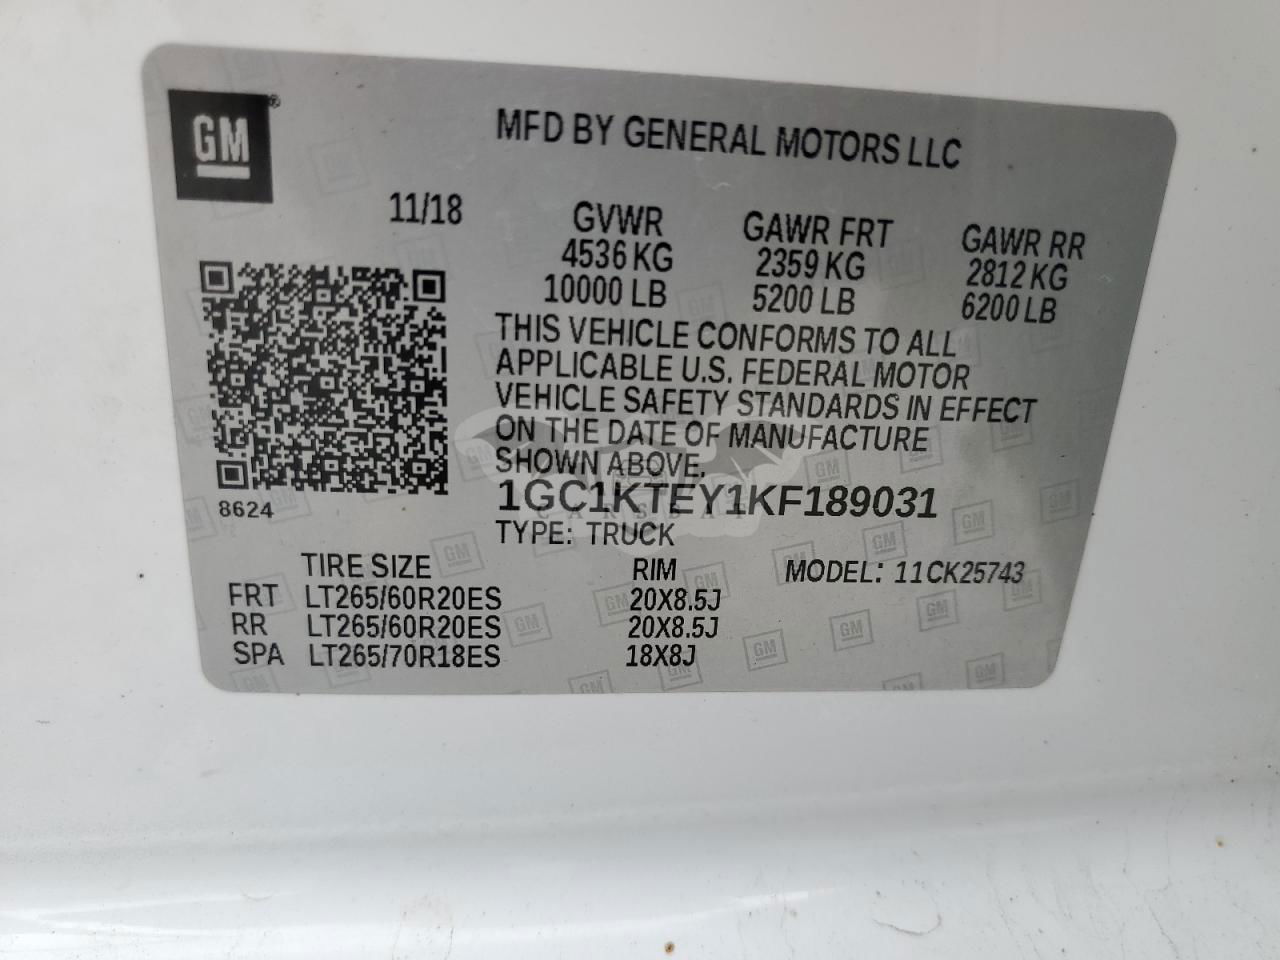 GM®
MFD BY GENERAL MOTORS LLC
11/18
GVWR GAWR FRT GAWR RR
4536 KG 2359 KG 2812 KG
10000 LB 5200 LB 6200 LB
THIS VEHICLE CONFORMS TO ALL
APPLICABLE U.S. FEDERAL MOTOR
VEHICLE SAFETY STANDARDS IN EFFECT
ON THE DATE OF MANUFACTURE
SHOWN ABOVE.
8624
1GC1KTEY1KF189031
TYPE: TRUCK
TIRE SIZE RIM MODEL: 11CK25743
FRT LT265/60R20ES 20X8.5J
RR LT265/60R20ES 20X8.5J
SPA LT265/70R18ES 18X8J